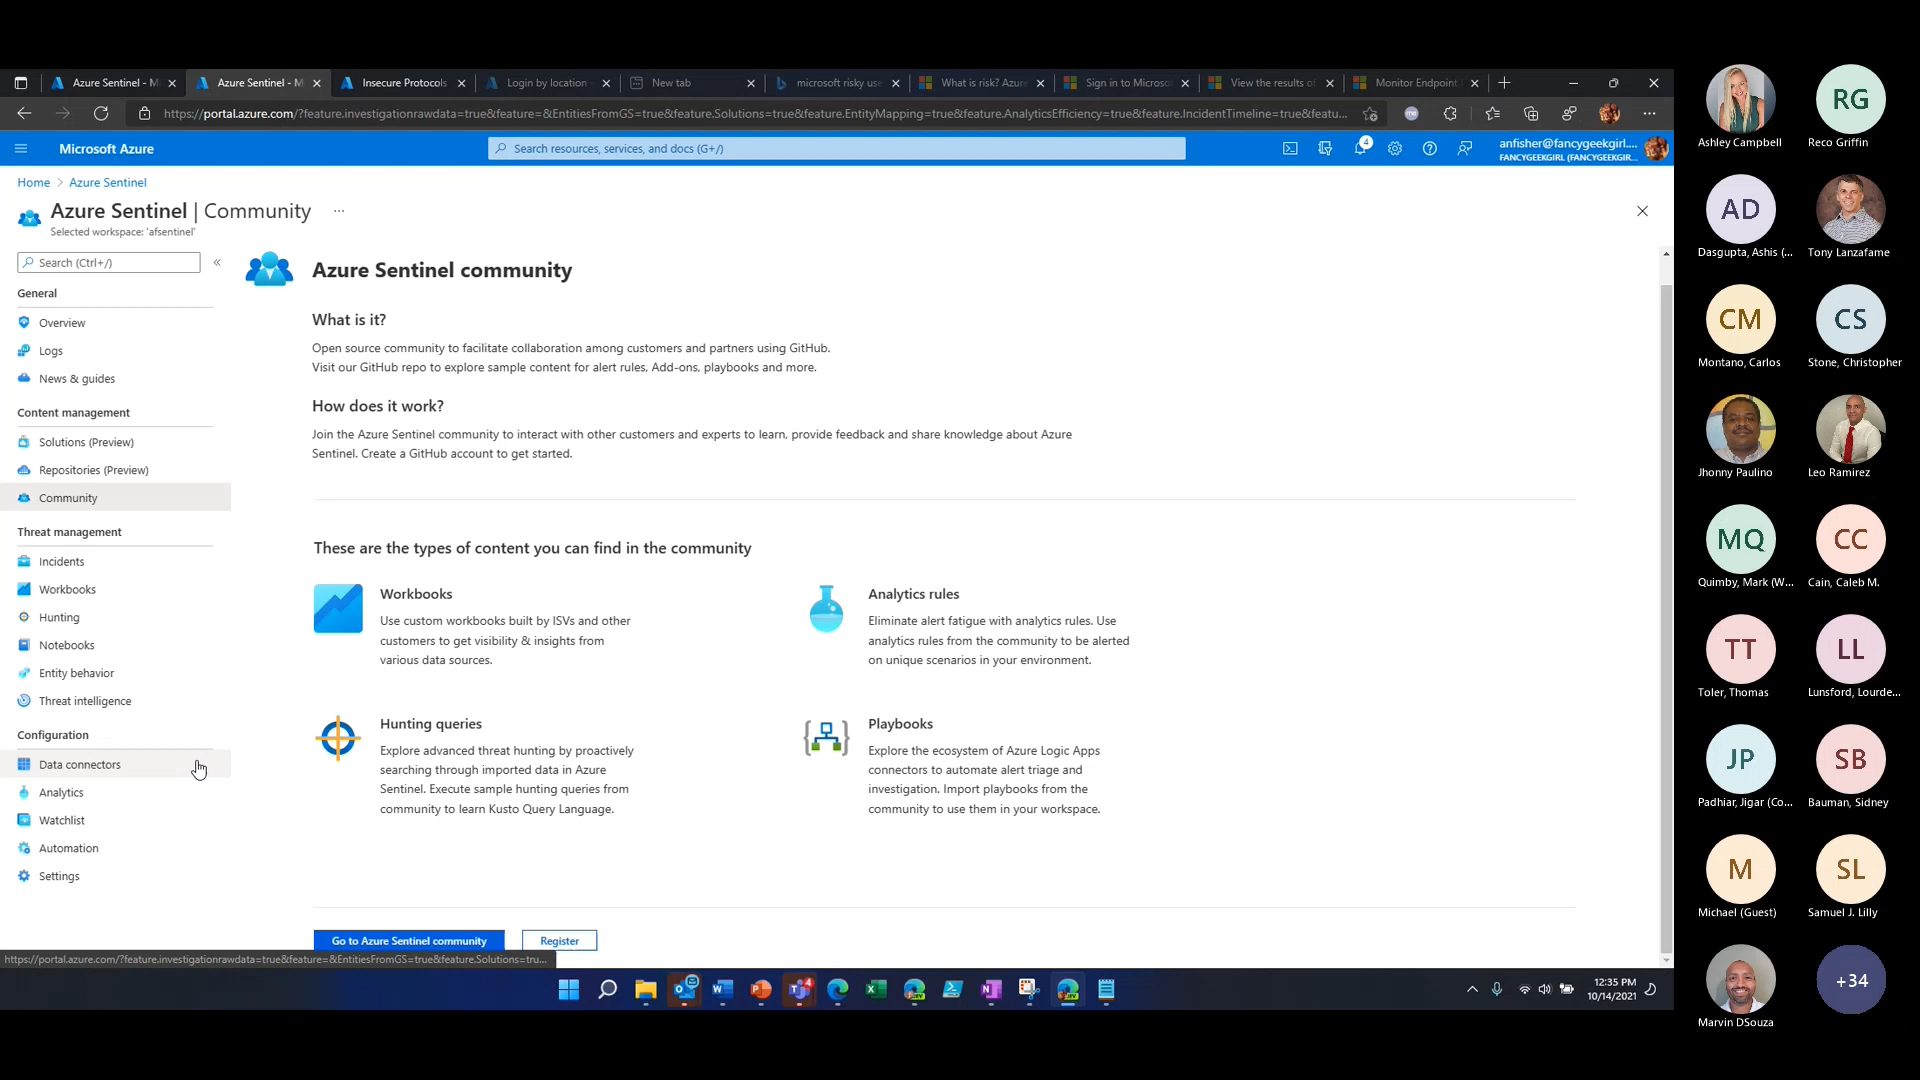 Azure Sentinel - M
Azure Sentinel - M
Insecure Protocols
Login by location -
New tab
microsoft risky use
What is risk? Azure
Sign in to Microso
View the results o
Monitor Endpoint
https://portal.azure.com/?feature.investigationrawdata=true&feature=&EntitiesFromGS=true&feature.Solutions=true&feature.EntityMapping=true&feature.AnalyticsEfficiency=true&feature.IncidentTimeline=true&featu...
Microsoft Azure
Search resources, services, and docs (G+/)
4
anfisher@fancygeekgirl....
FANCYGEEKGIRL (FANCYGEEKGIR...
Home > Azure Sentinel
Azure Sentinel | Community ...
Selected workspace: 'afsentinel'
Search (Ctrl+/)
«
General
Overview
Logs
News & guides
Content management
Solutions (Preview)
Repositories (Preview)
Community
Threat management
Incidents
Workbooks
Hunting
Notebooks
Entity behavior
Threat intelligence
Configuration
Data connectors
Analytics
Watchlist
Automation
Settings
Azure Sentinel community
What is it?
Open source community to facilitate collaboration among customers and partners using GitHub.
Visit our GitHub repo to explore sample content for alert rules, Add-ons, playbooks and more.
How does it work?
Join the Azure Sentinel community to interact with other customers and experts to learn, provide feedback and share knowledge about Azure
Sentinel. Create a GitHub account to get started.
These are the types of content you can find in the community
Workbooks
Use custom workbooks built by ISVs and other
customers to get visibility & insights from
various data sources.
Analytics rules
Eliminate alert fatigue with analytics rules. Use
analytics rules from the community to be alerted
on unique scenarios in your environment.
Hunting queries
Explore advanced threat hunting by proactively
searching through imported data in Azure
Sentinel. Execute sample hunting queries from
community to learn Kusto Query Language.
Playbooks
Explore the ecosystem of Azure Logic Apps
connectors to automate alert triage and
investigation. Import playbooks from the
community to use them in your workspace.
Go to Azure Sentinel community
Register
https://portal.azure.com/?feature.investigationrawdata=true&feature=&EntitiesFromGS=true&feature.Solutions=tru...
4
12:35 PM
10/14/2021
Ashley Campbell
RG
Reco Griffin
AD
Dasgupta, Ashis (...
Tony Lanzafame
CM
Montano, Carlos
CS
Stone, Christopher
Jhonny Paulino
Leo Ramirez
MQ
Quimby, Mark (W...
CC
Cain, Caleb M.
TT
Toler, Thomas
LL
Lunsford, Lourde...
JP
Padhiar, Jigar (Co...
SB
Bauman, Sidney
M
Michael (Guest)
SL
Samuel J. Lilly
Marvin DSouza
+34